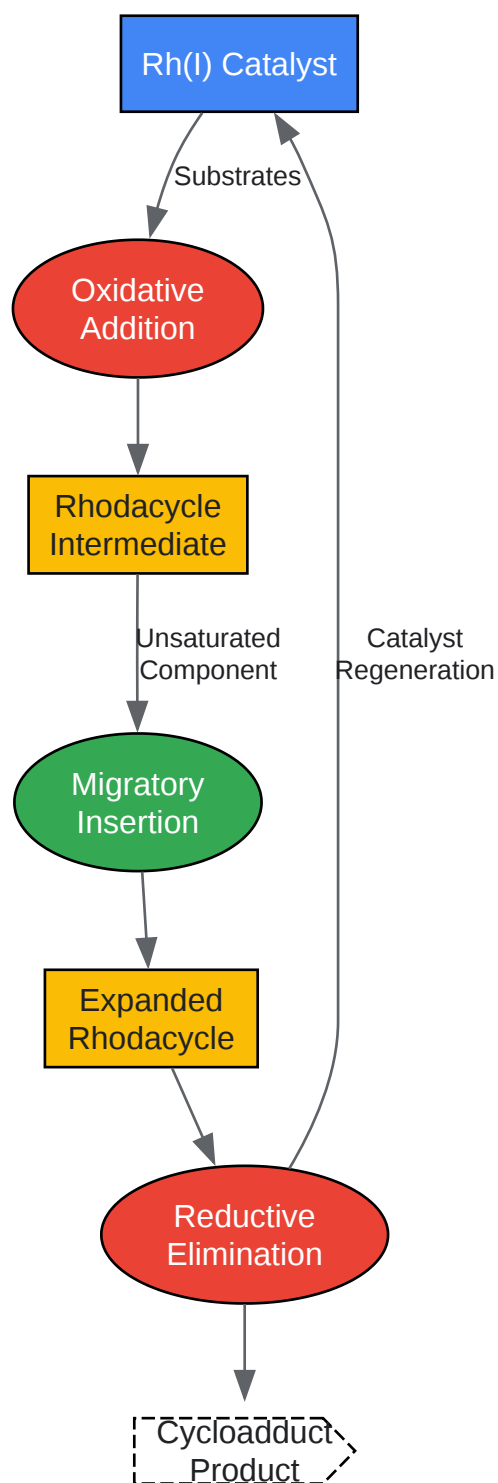 Rh(I) Catalyst
Substrates
Oxidative
Addition
Rhodacycle
Intermediate
Unsaturated
Component
Catalyst
Regeneration
Migratory
Insertion
Expanded
Rhodacycle
Reductive
Elimination
Cycloadduct
Product